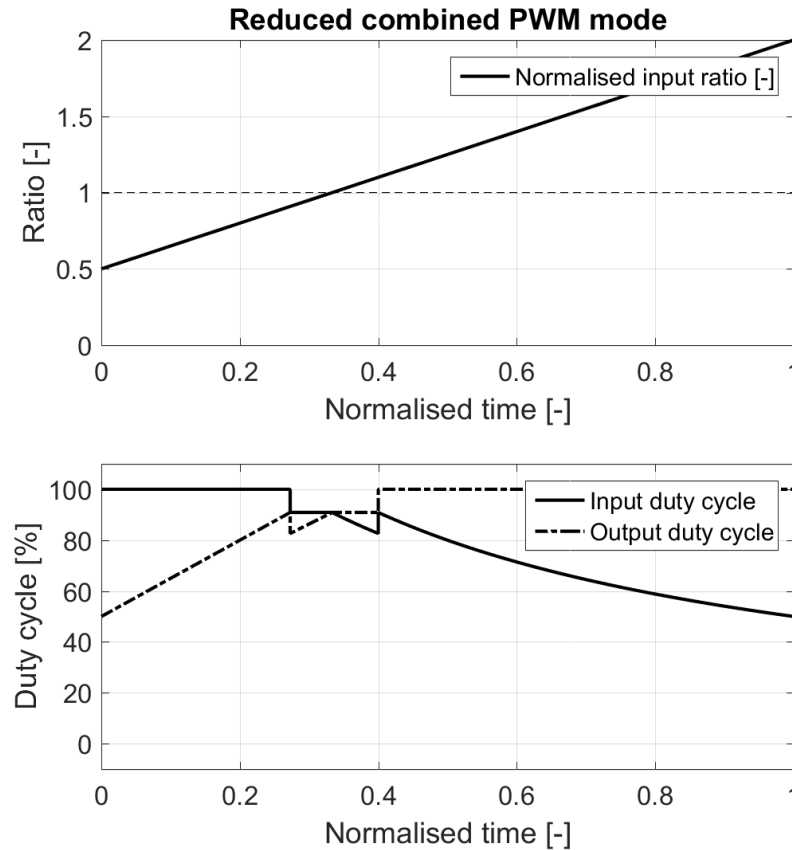 Reduced combined PWM mode
2
1.5
1
0.5
0
Ratio [-]
Normalised input ratio [-]
0 0.2 0.4 0.6 0.8 1
Normalised time [-]
100
80
60
40
20
0
Duty cycle [%]
Input duty cycle
Output duty cycle
0 0.2 0.4 0.6 0.8 1
Normalised time [-]